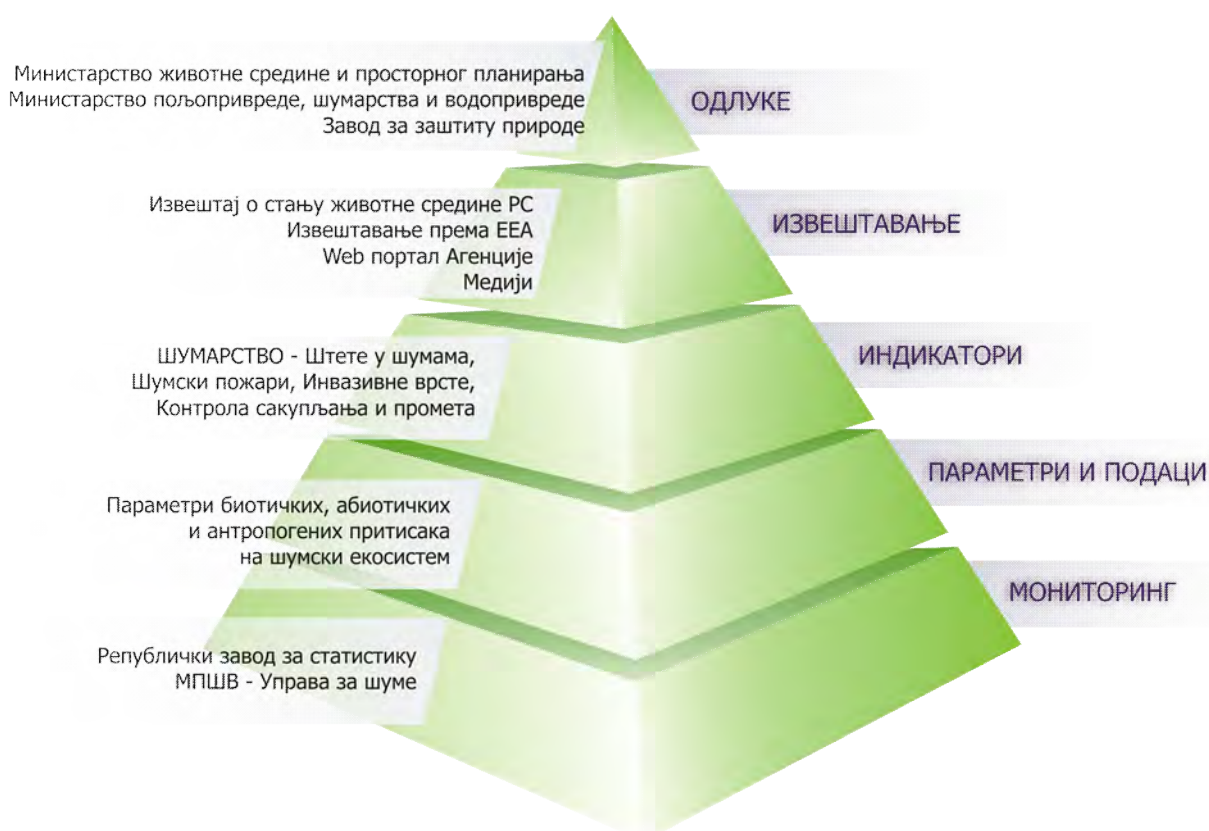 Министарство животне средине и просторног планирања
Министарство пољопривреде, шумарства и водопривреде
Завод за заштиту природе
ОДЛУКЕ
Извештај о стању животне средине РС
Извештавање према ЕЕА
Web портал Агенције
Медији
ИЗВЕШТАВАЊЕ
ШУМАРСТВО - Штете у шумама,
Шумски пожари, Инвазивне врсте,
Контрола сакупљања и промета
ИНДИКАТОРИ
Параметри биотичких, абиотичких
и антропогених притисака
на шумски екосистем
ПАРАМЕТРИ И ПОДАЦИ
Републички завод за статистику
МПШВ - Управа за шуме
МОНИТОРИНГ